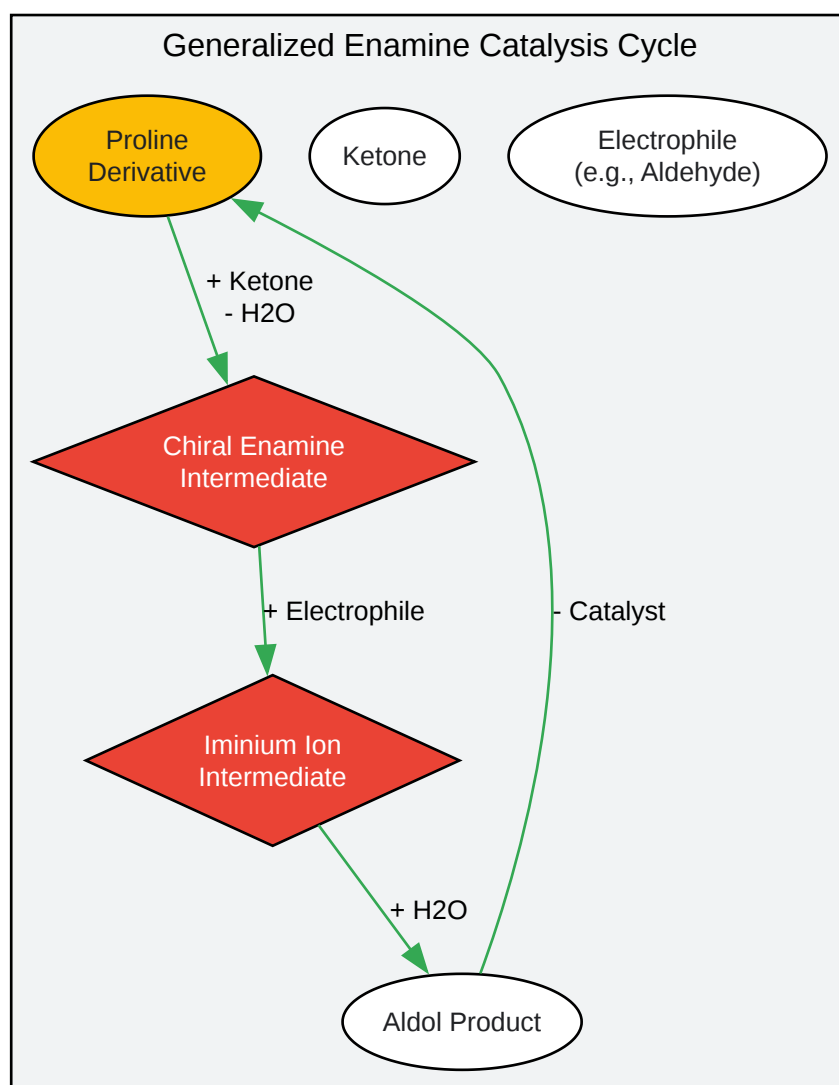 Generalized Enamine Catalysis Cycle
Proline
Derivative
Ketone
Electrophile
(e.g., Aldehyde)
+ Ketone
- H2O
Chiral Enamine
Intermediate
+ Electrophile
- Catalyst
Iminium Ion
Intermediate
+ H2O
Aldol Product